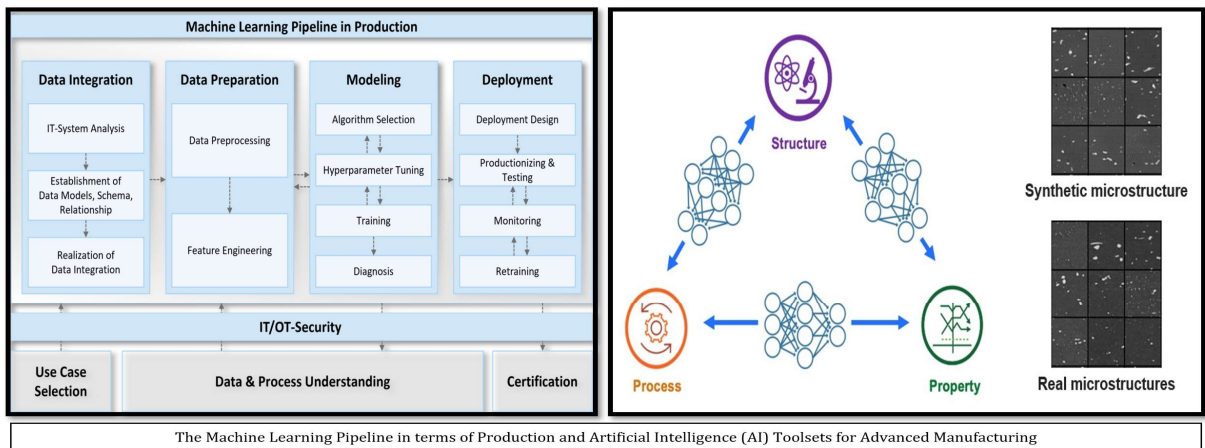 Machine Learning Pipeline in Production
Data Integration
IT-System Analysis
Establishment of
Data Models, Schema,
Relationship
Realization of
Data Integration
Data Preparation
Data Preprocessing
Feature Engineering
Modeling
Algorithm Selection
Hyperparameter Tuning
Training
Diagnosis
Deployment
Deployment Design
Productionizing &
Testing
Monitoring
Retraining
IT/OT-Security
Use Case
Selection
Data & Process Understanding
Certification
Structure
Process
Property
Synthetic microstructure
Real microstructures
The Machine Learning Pipeline in terms of Production and Artificial Intelligence (AI) Toolsets for Advanced Manufacturing